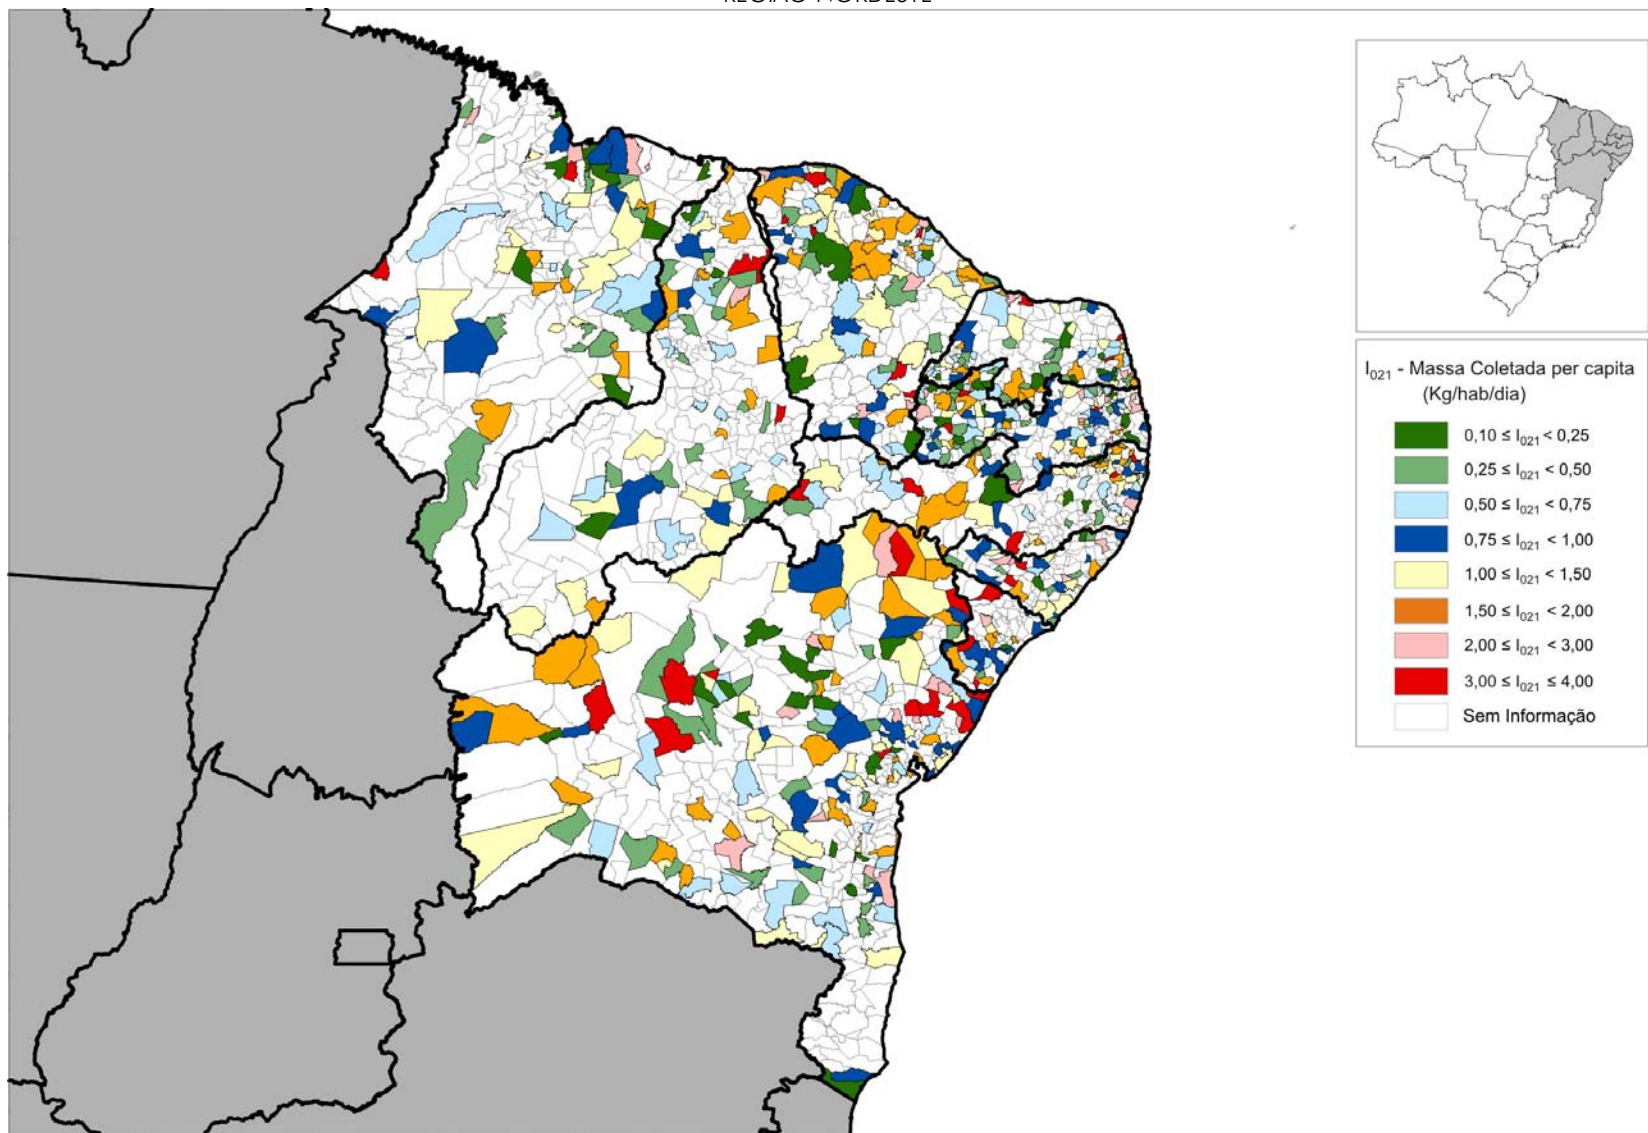 REGIÃO NORDESTE
I021 - Massa Coletada per capita
(Kg/hab/dia)
0,10 ≤ I021 < 0,25
0,25 ≤ I021 < 0,50
0,50 ≤ I021 < 0,75
0,75 ≤ I021 < 1,00
1,00 ≤ I021 < 1,50
1,50 ≤ I021 < 2,00
2,00 ≤ I021 < 3,00
3,00 ≤ I021 ≤ 4,00
Sem Informação